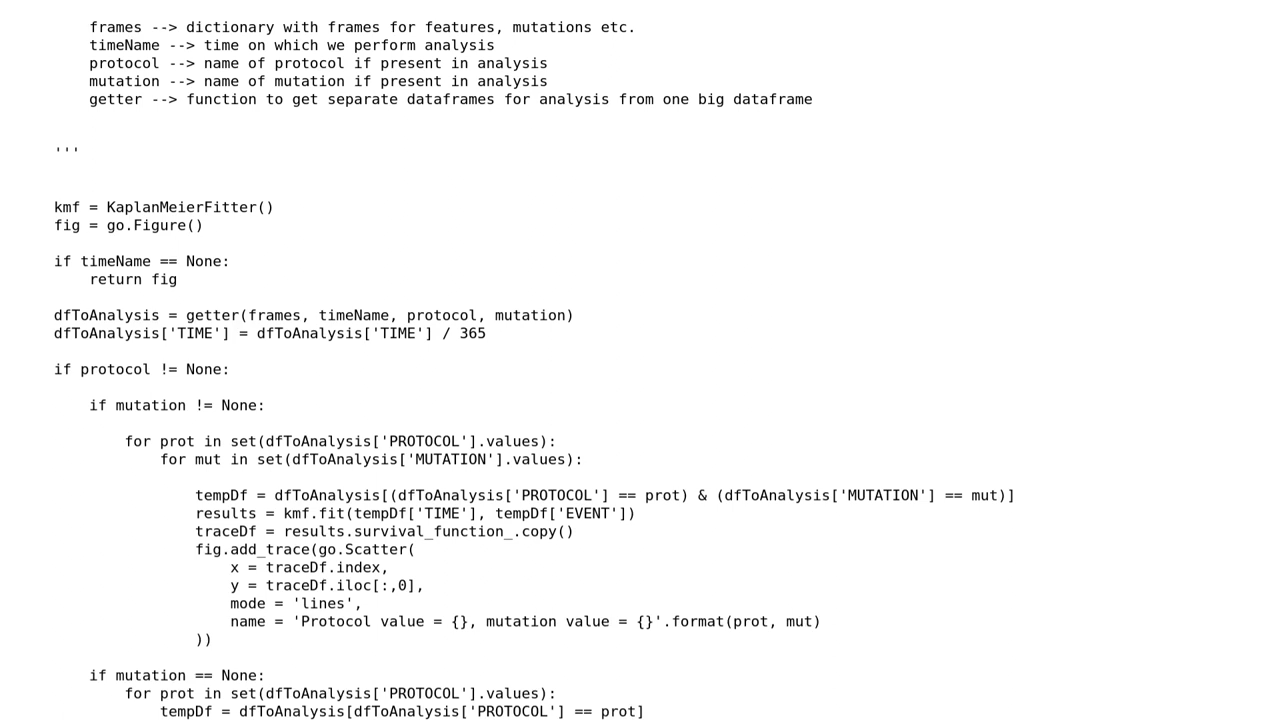 frames --> dictionary with frames for features, mutations etc.
timeName --> time on which we perform analysis
protocol --> name of protocol if present in analysis
mutation --> name of mutation if present in analysis
getter --> function to get separate dataframes for analysis from one big dataframe
'''
kmf = KaplanMeierFitter()
fig = go.Figure()
if timeName == None:
return fig
dfToAnalysis = getter(frames, timeName, protocol, mutation)
dfToAnalysis['TIME'] = dfToAnalysis['TIME'] / 365
if protocol != None:
if mutation != None:
for prot in set(dfToAnalysis['PROTOCOL'].values):
for mut in set(dfToAnalysis['MUTATION'].values):
tempDf = dfToAnalysis[(dfToAnalysis['PROTOCOL'] == prot) & (dfToAnalysis['MUTATION'] == mut)]
results = kmf.fit(tempDf['TIME'], tempDf['EVENT'])
traceDf = results.survival_function_.copy()
fig.add_trace(go.Scatter(
x = traceDf.index,
y = traceDf.iloc[:,0],
mode = 'lines',
name = 'Protocol value = {}, mutation value = {}'.format(prot, mut)
))
if mutation == None:
for prot in set(dfToAnalysis['PROTOCOL'].values):
tempDf = dfToAnalysis[dfToAnalysis['PROTOCOL'] == prot]